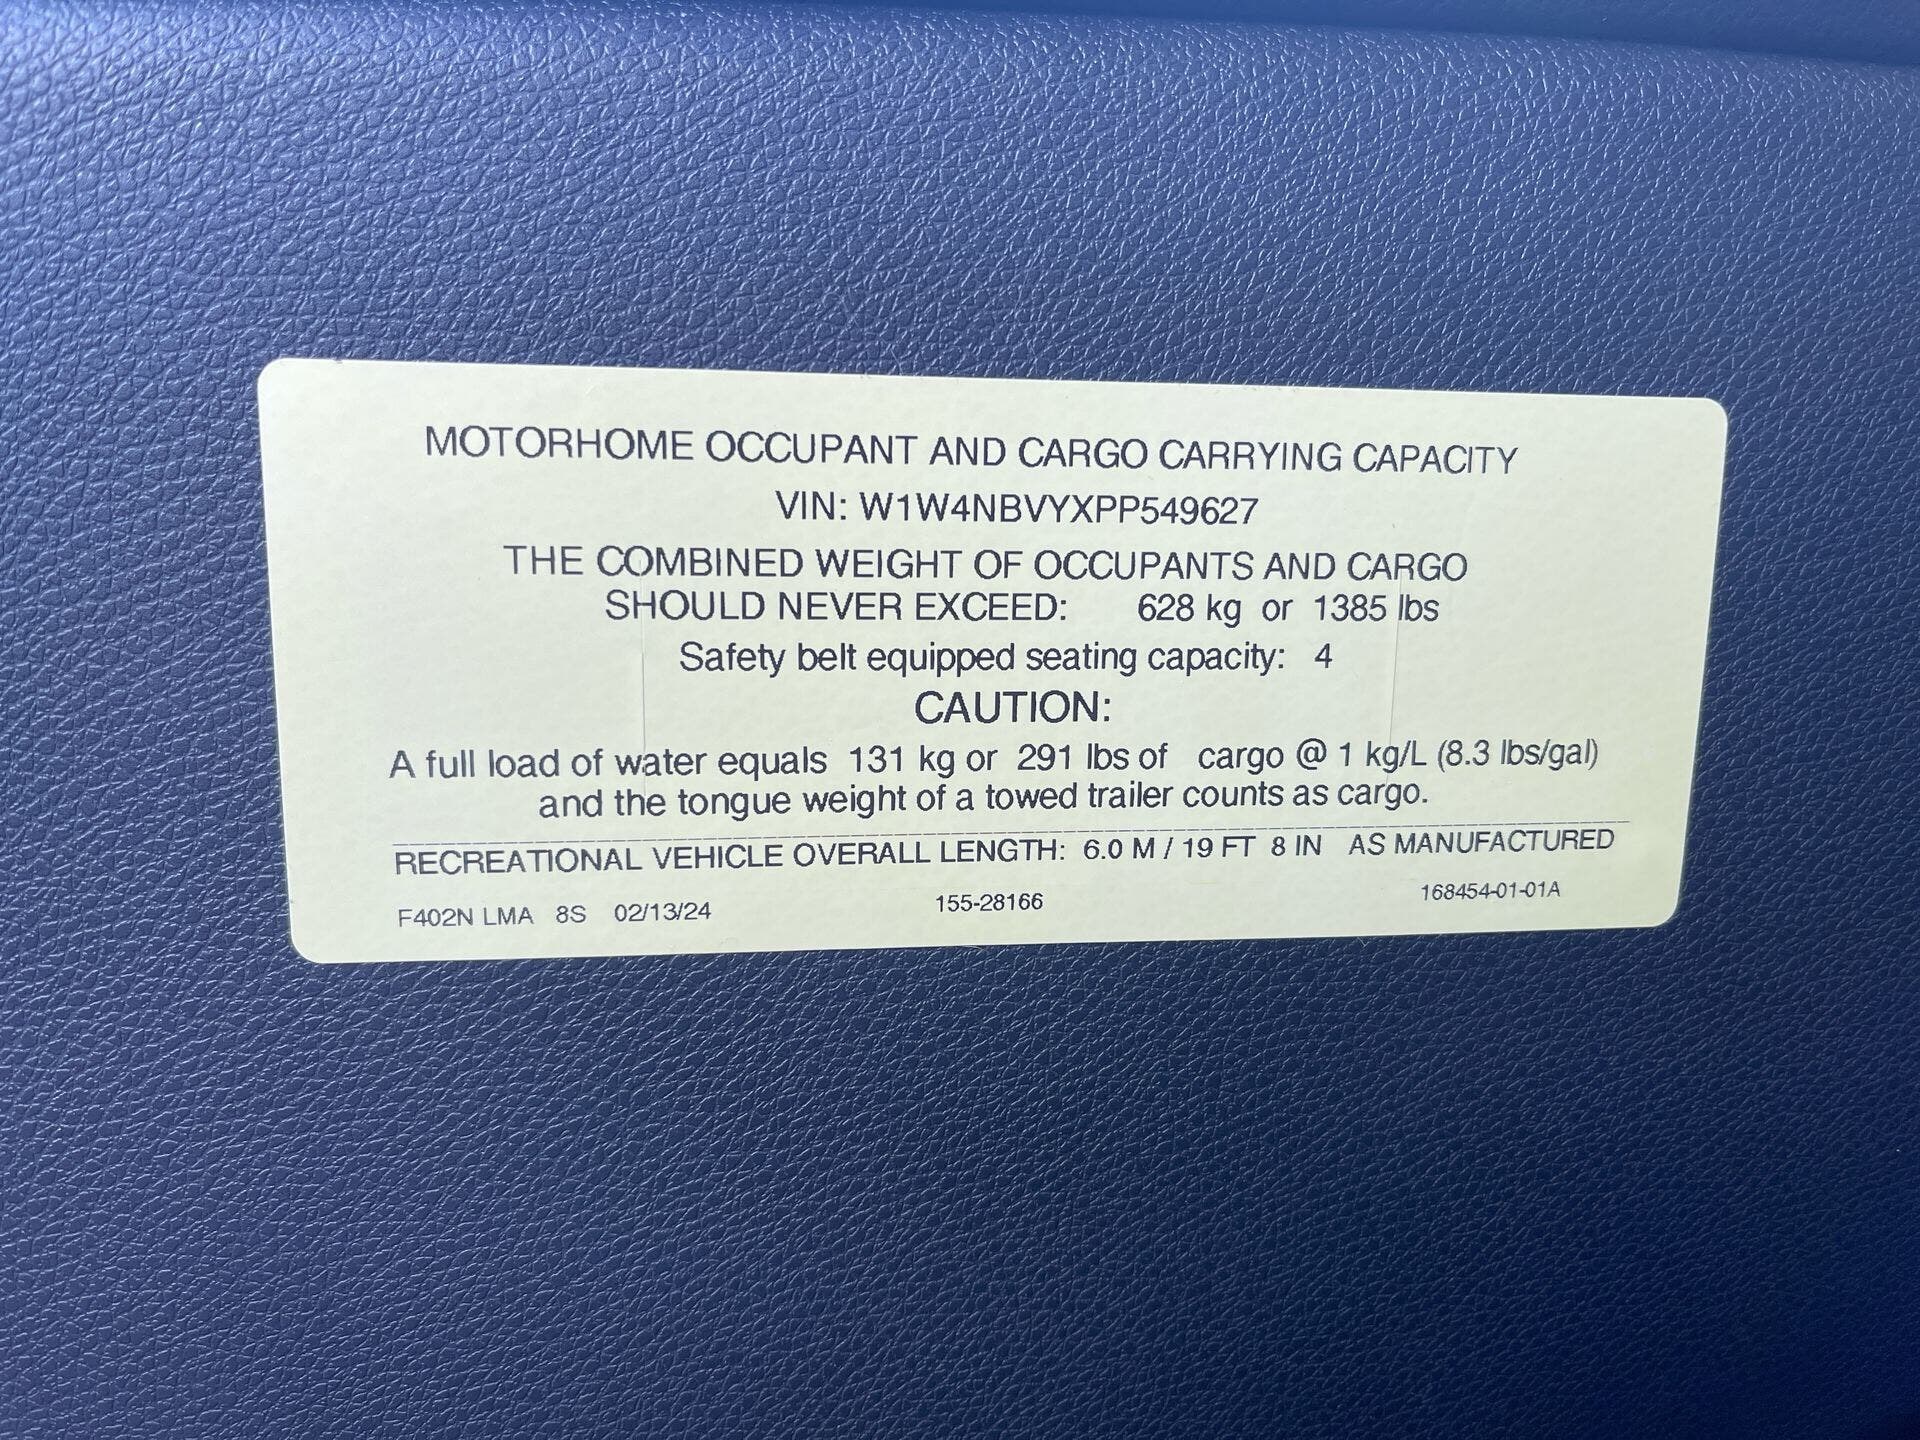 MOTORHOME OCCUPANT AND CARGO CARRYING CAPACITY
VIN: W1W4NBVYXPP549627
THE COMBINED WEIGHT OF OCCUPANTS AND CARGO
SHOULD NEVER EXCEED: 628 kg or 1385 lbs
Safety belt equipped seating capacity: 4
CAUTION:
A full load of water equals 131 kg or 291 lbs of cargo @ 1 kg/L (8.3 lbs/gal)
and the tongue weight of a towed trailer counts as cargo.
RECREATIONAL VEHICLE OVERALL LENGTH: 6.0 M / 19 FT 8 IN AS MANUFACTURED
F402N LMA 8S 02/13/24 155-28166 168454-01-01A